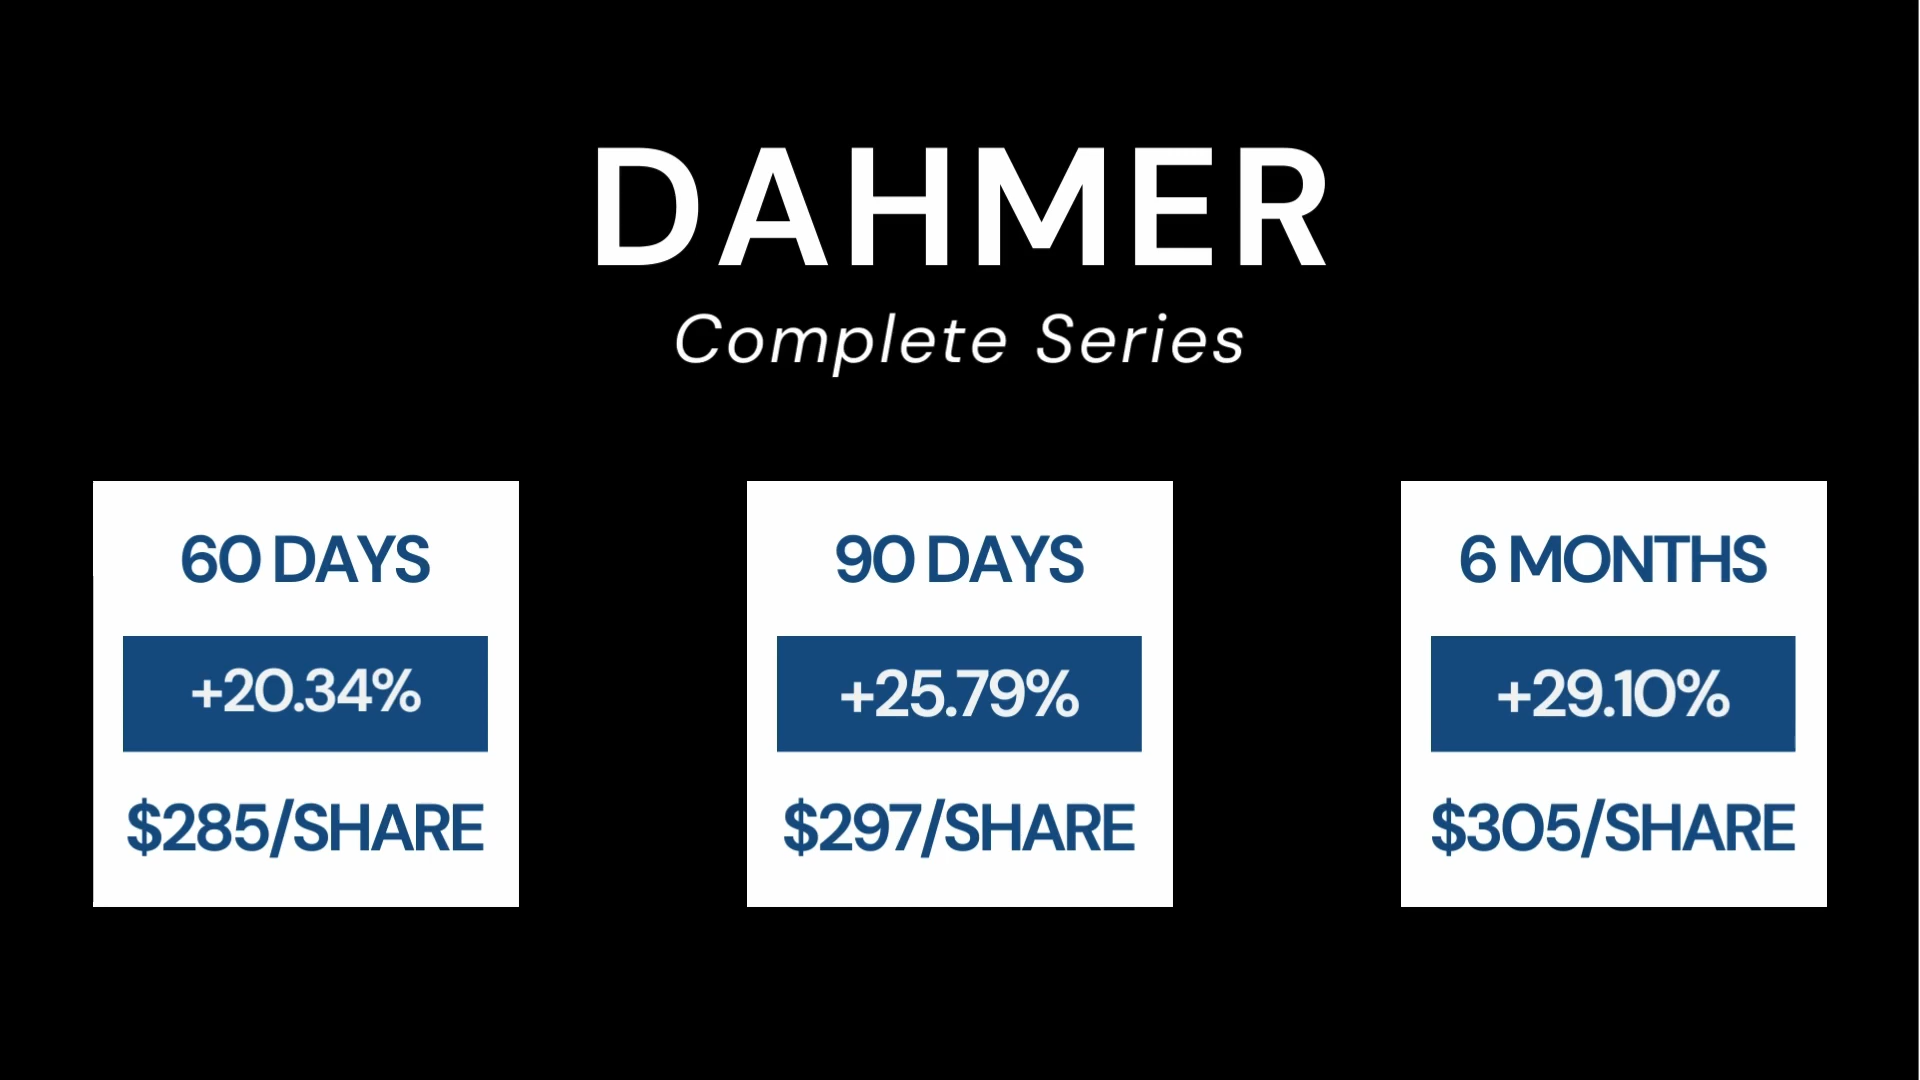 DAHMER
Complete Series
60 DAYS
+20.34%
$285/SHARE
90 DAYS
+25.79%
$297/SHARE
6 MONTHS
+29.10%
$305/SHARE